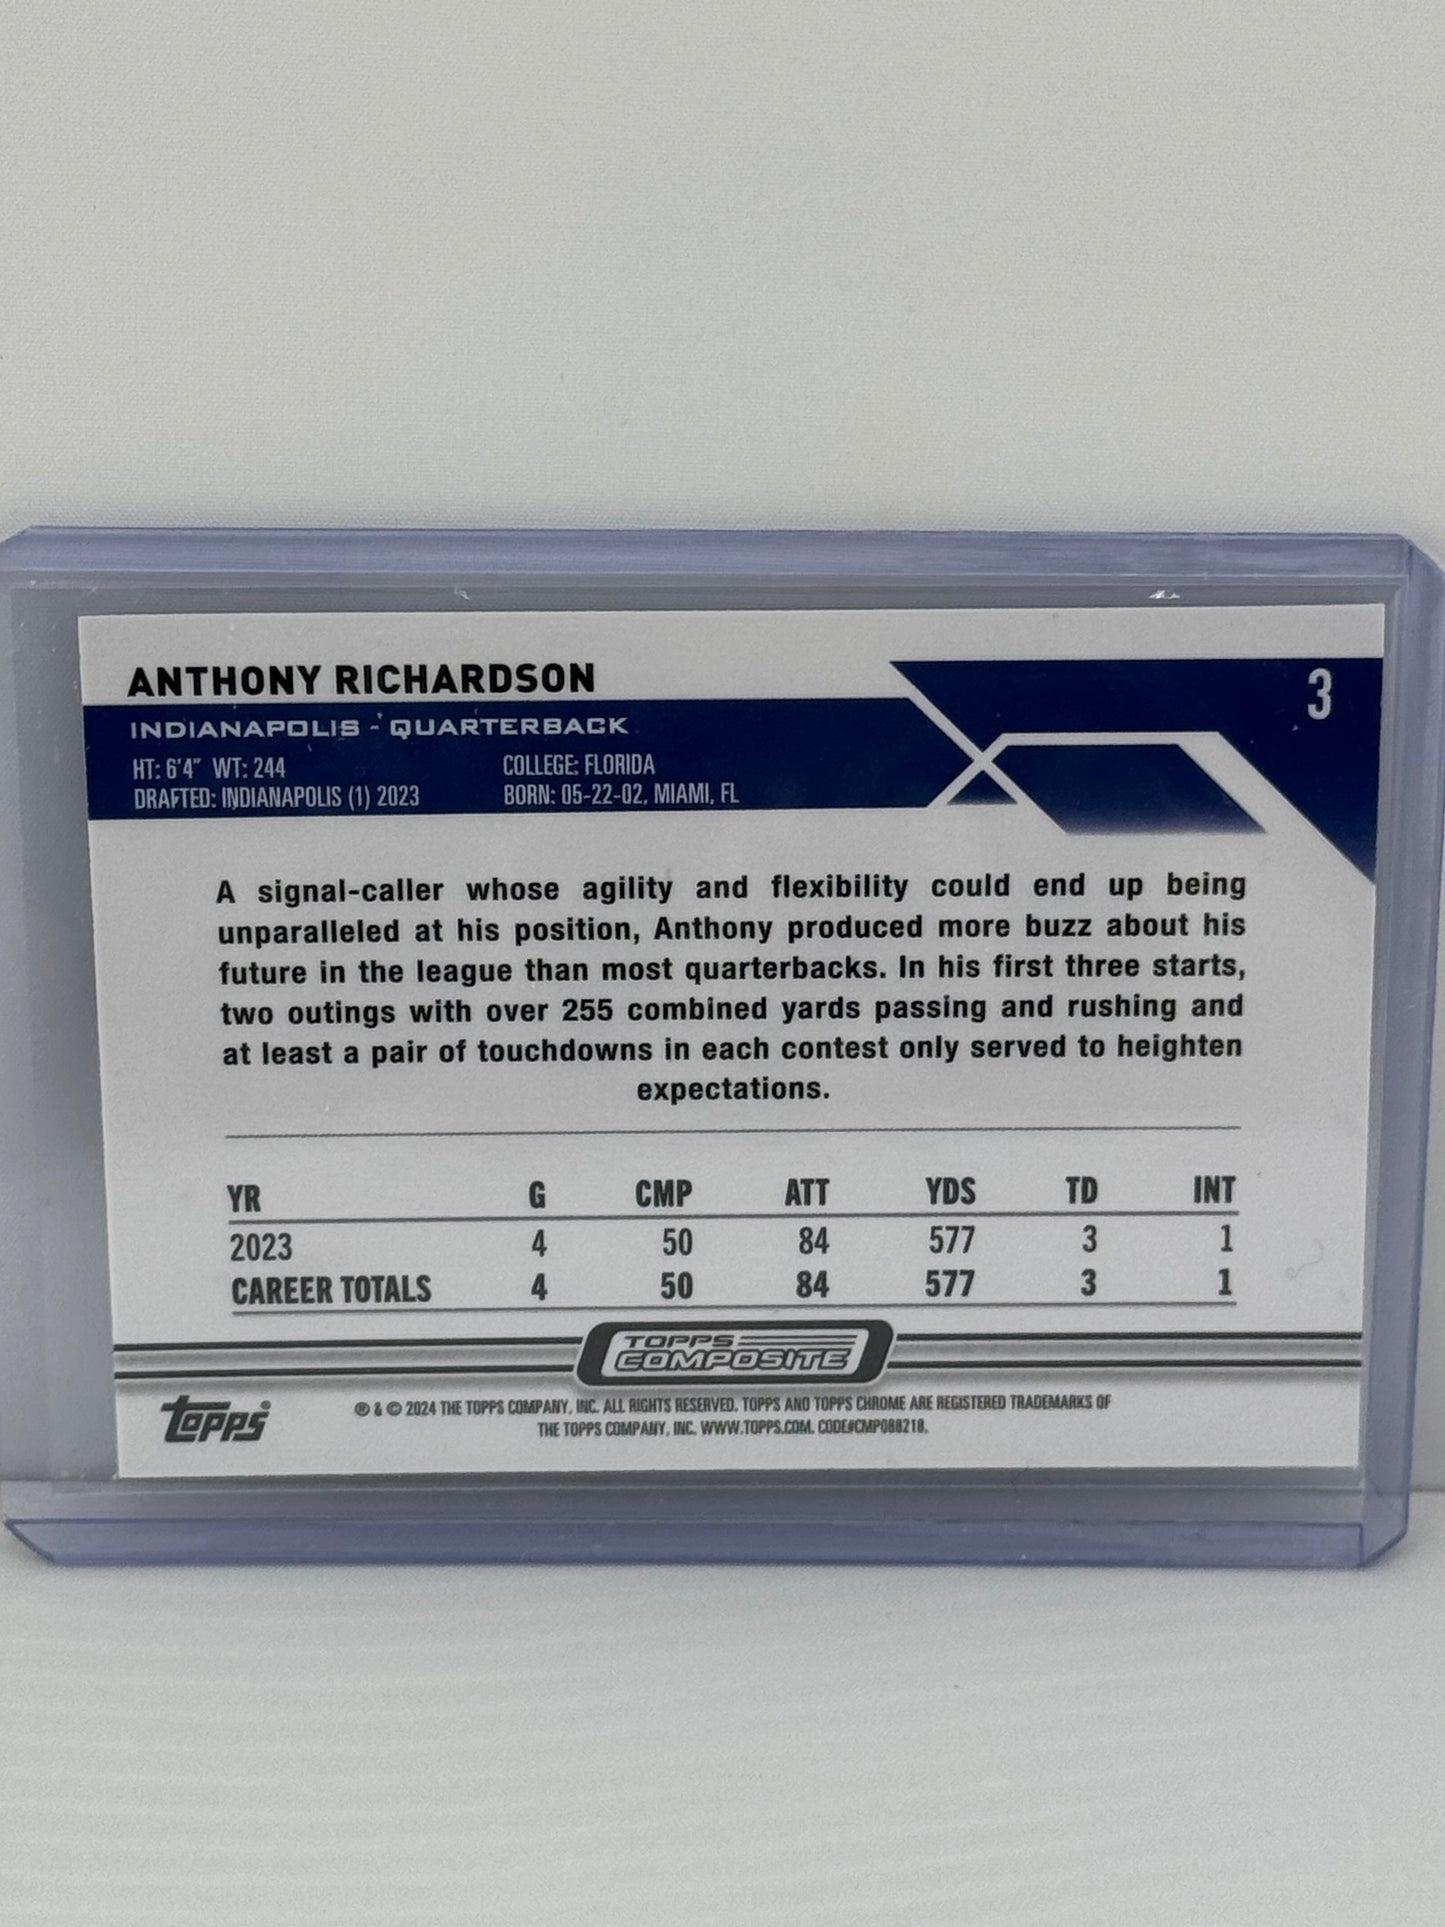 ANTHONY RICHARDSON
3
INDIANAPOLIS - QUARTERBACK
HT: 6'4" WT: 244
COLLEGE: FLORIDA
DRAFTED: INDIANAPOLIS (1) 2023
BORN: 05-22-02, MIAMI, FL
A signal-caller whose agility and flexibility could end up being
unparalleled at his position, Anthony produced more buzz about his
future in the league than most quarterbacks. In his first three starts,
two outings with over 255 combined yards passing and rushing and
at least a pair of touchdowns in each contest only served to heighten
expectations.
YR G CMP ATT YDS TD INT
2023 4 50 84 577 3 1
CAREER TOTALS 4 50 84 577 3 1
TOPPS
COMPOSITE
Topps
® & © 2024 THE TOPPS COMPANY, INC. ALL RIGHTS RESERVED. TOPPS AND TOPPS CHROME ARE REGISTERED TRADEMARKS OF
THE TOPPS COMPANY, INC. WWW.TOPPS.COM. CODE#CMP088218.